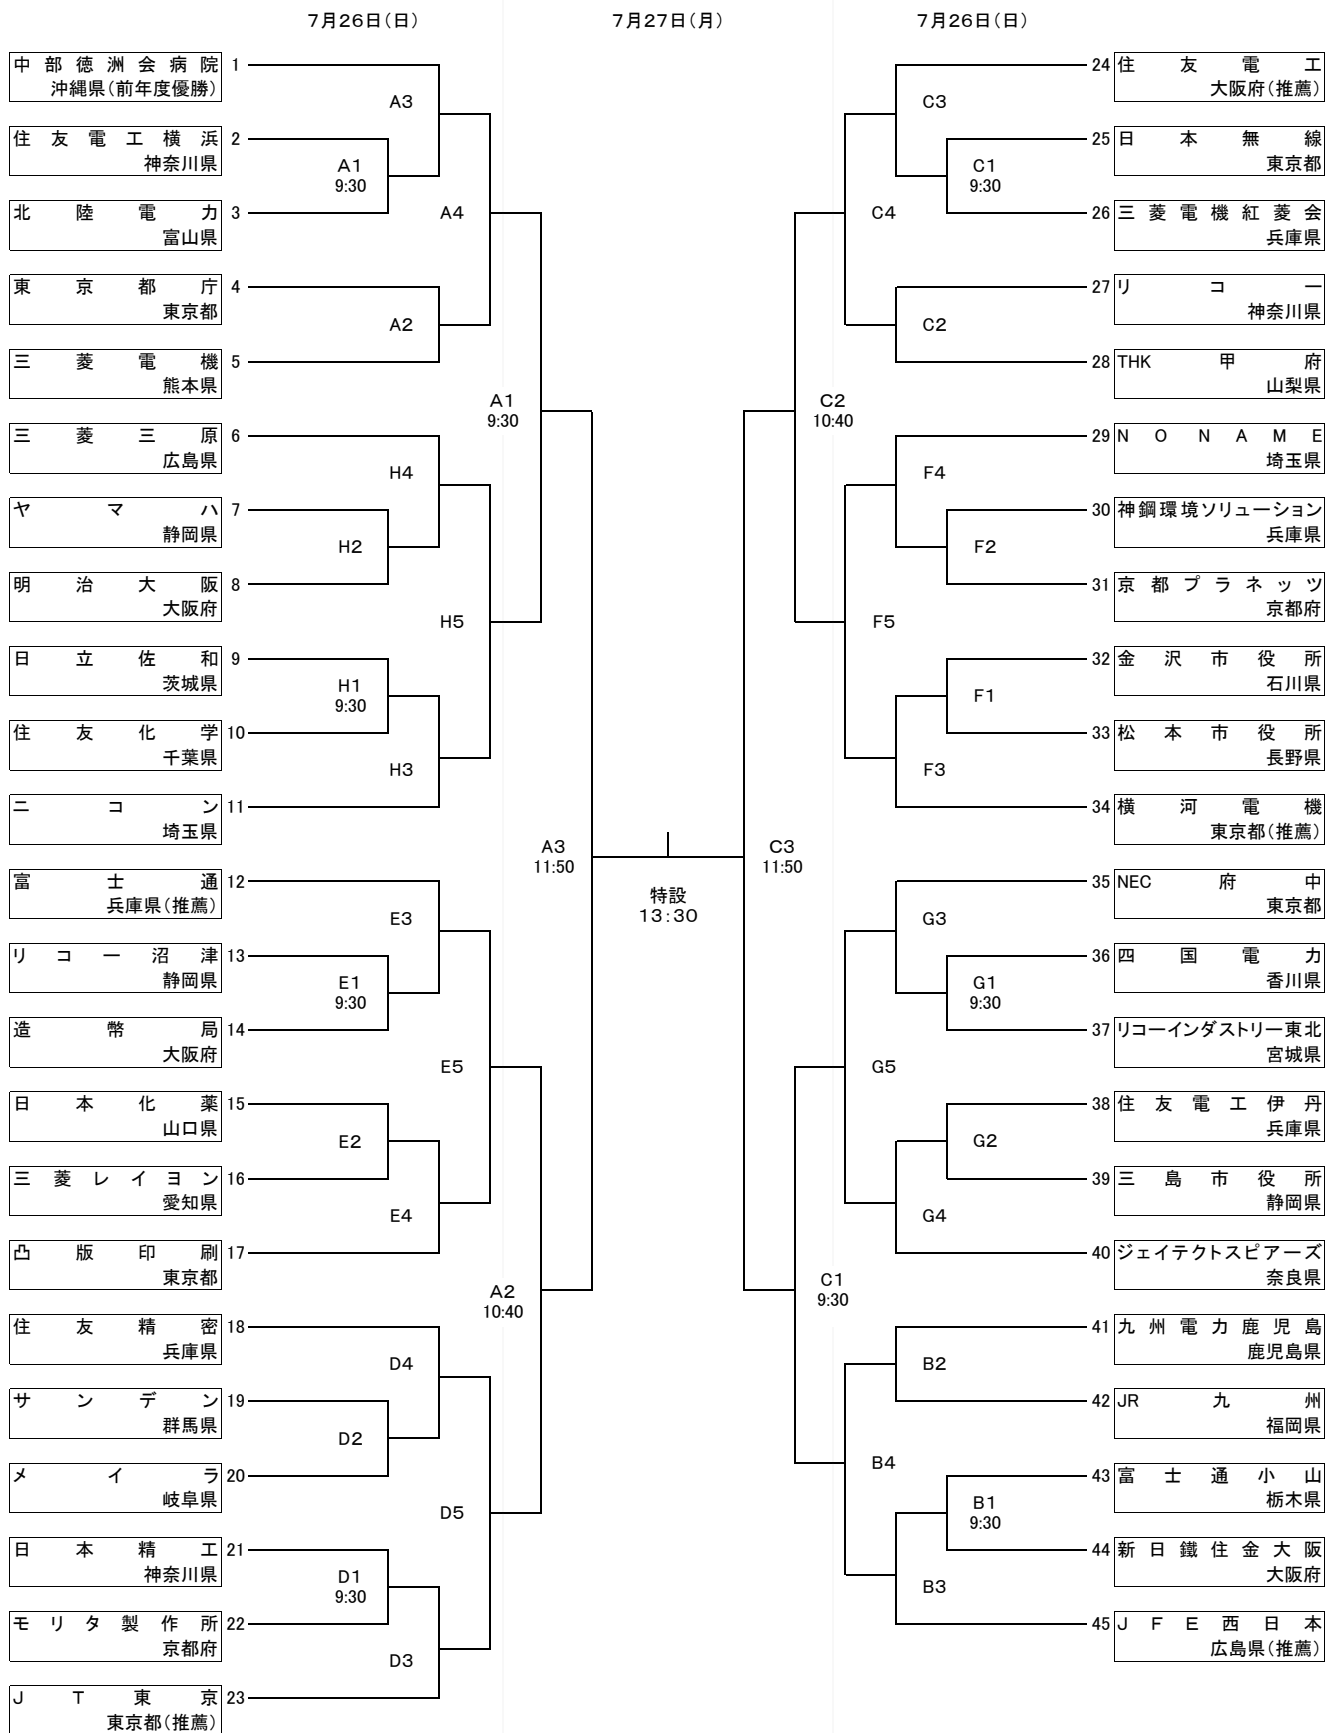 7月26日(日)
7月27日(月)
7月26日(日)
中部徳洲会病院 1
沖縄県(前年度優勝)
A3
住友電工横浜 2
神奈川県
A1
9:30
北陸電力 3
富山県
A4
東京都庁 4
東京都
A2
三菱電機 5
熊本県
A1
9:30
三菱三原 6
広島県
H4
ヤマハ 7
静岡県
H2
明治大阪 8
大阪府
H5
日立佐和 9
茨城県
H1
9:30
住友化学 10
千葉県
H3
ニコン 11
埼玉県
A3
11:50
富士通 12
兵庫県(推薦)
E3
リコー沼津 13
静岡県
E1
9:30
造幣局 14
大阪府
E5
日本化薬 15
山口県
E2
三菱レイヨン 16
愛知県
E4
凸版印刷 17
東京都
A2
10:40
住友精密 18
兵庫県
D4
サンデン 19
群馬県
D2
メイラ 20
岐阜県
D5
日本精工 21
神奈川県
D1
9:30
モリタ製作所 22
京都府
D3
JT東京 23
東京都(推薦)
特設
13:30
24 住友電工
大阪府(推薦)
C3
25 日本無線
東京都
C1
9:30
26 三菱電機紅菱会
兵庫県
C4
27 リコー
神奈川県
C2
28 THK甲府
山梨県
C2
10:40
29 NO NAME
埼玉県
F4
30 神鋼環境ソリューション
兵庫県
F2
31 京都プラネッツ
京都府
F5
32 金沢市役所
石川県
F1
33 松本市役所
長野県
F3
34 横河電機
東京都(推薦)
C3
11:50
35 NEC府中
東京都
G3
36 四国電力
香川県
G1
9:30
37 リコーインダストリー東北
宮城県
G5
38 住友電工伊丹
兵庫県
G2
39 三島市役所
静岡県
G4
40 ジェイテクトスピアーズ
奈良県
C1
9:30
41 九州電力鹿児島
鹿児島県
B2
42 JR九州
福岡県
B4
43 富士通小山
栃木県
B1
9:30
44 新日鐵住金大阪
大阪府
B3
45 JFE西日本
広島県(推薦)